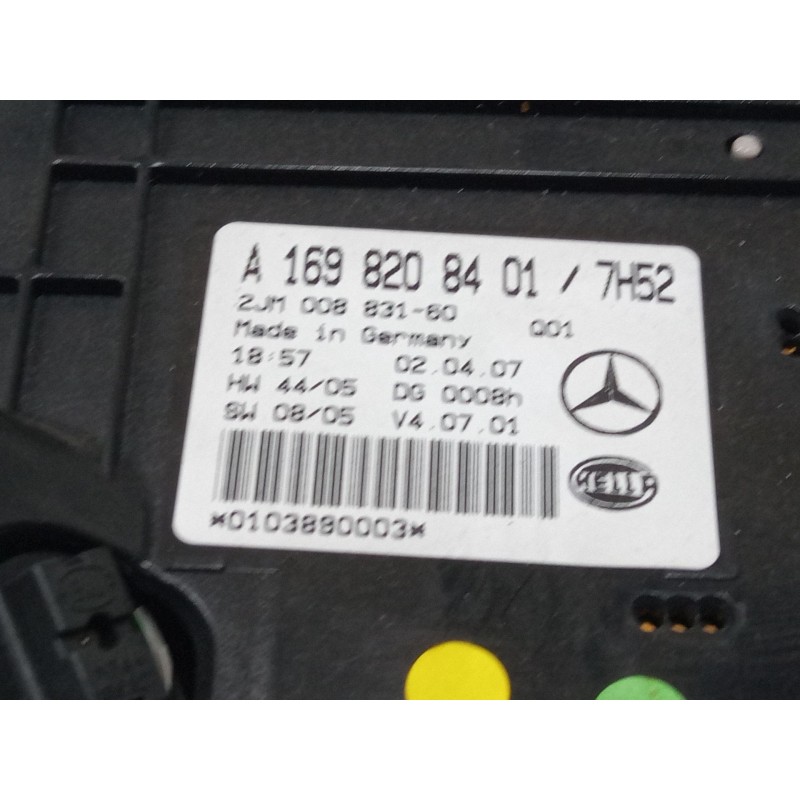 A 169 820 84 01 / 7H52
2JM 008 831-60
Made in Germany Q01
18:57 02.04.07
HW 44/05 DG 0008h
SW 08/05 V4.07.01
HELLA
*0103880003*